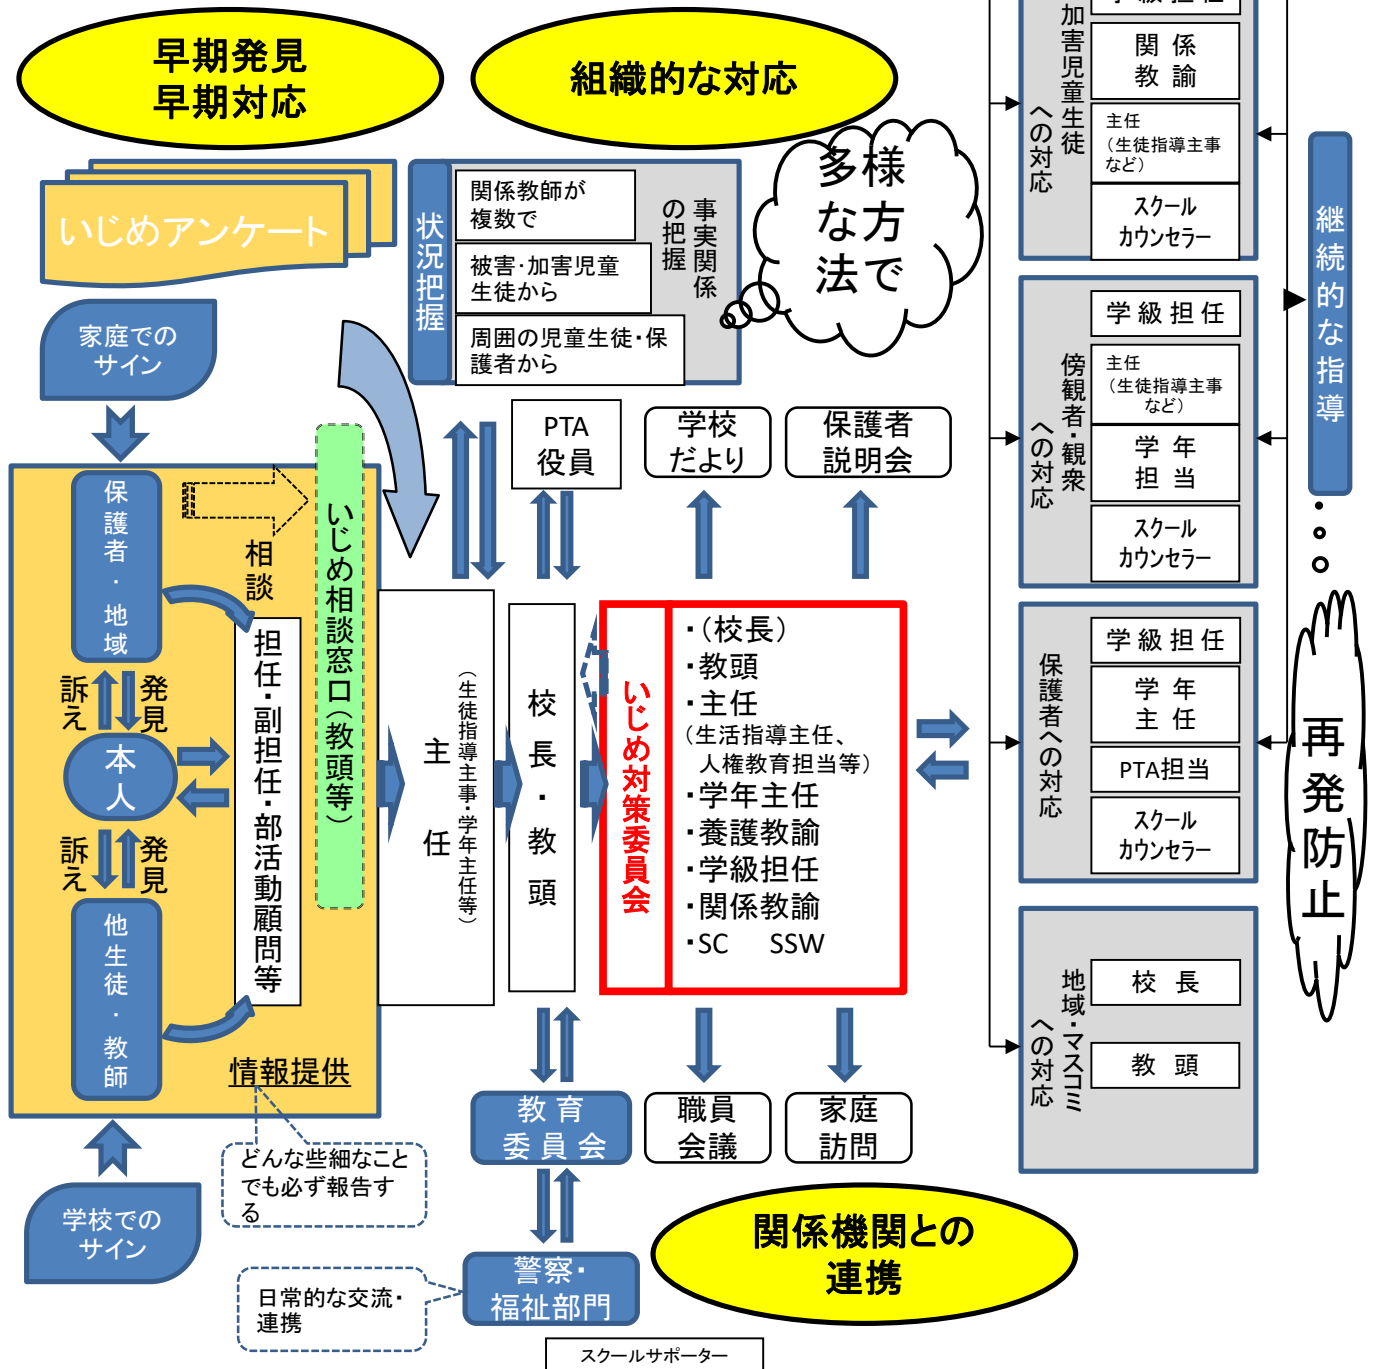 早期発見
早期対応
組織的な対応
いじめアンケート
家庭での
サイン
状況把握
関係教師が
複数で
被害・加害児童
生徒から
周囲の児童生徒・保
護者から
事実関係
の把握
多様
な方
法で
PTA
役員
学校
だより
保護者
説明会
保護者・地域
相談
いじめ相談窓口(教頭等)
訴え
発見
本人
訴え
発見
他生徒・教師
担任・副担任・部活動顧問等
情報提供
どんな些細なこと
でも必ず報告す
る
学校での
サイン
主任
(生徒指導主事・学年主任等)
校長・教頭
いじめ対策委員会
・(校長)
・教頭
・主任
(生活指導主任、
人権教育担当等)
・学年主任
・養護教諭
・学級担任
・関係教諭
・SC SSW
教育
委員会
職員
会議
家庭
訪問
警察・
福祉部門
日常的な交流・
連携
関係機関との
連携
スクールサポーター
加害児童生徒
への対応
学級担任
関係
教諭
主任
(生徒指導主事
など)
スクール
カウンセラー
傍観者・観衆
への対応
学級担任
主任
(生徒指導主事
など)
学年
担当
スクール
カウンセラー
保護者への対応
学級担任
学年
主任
PTA担当
スクール
カウンセラー
地域・マスコミ
への対応
校長
教頭
継続的な指導
再発防止